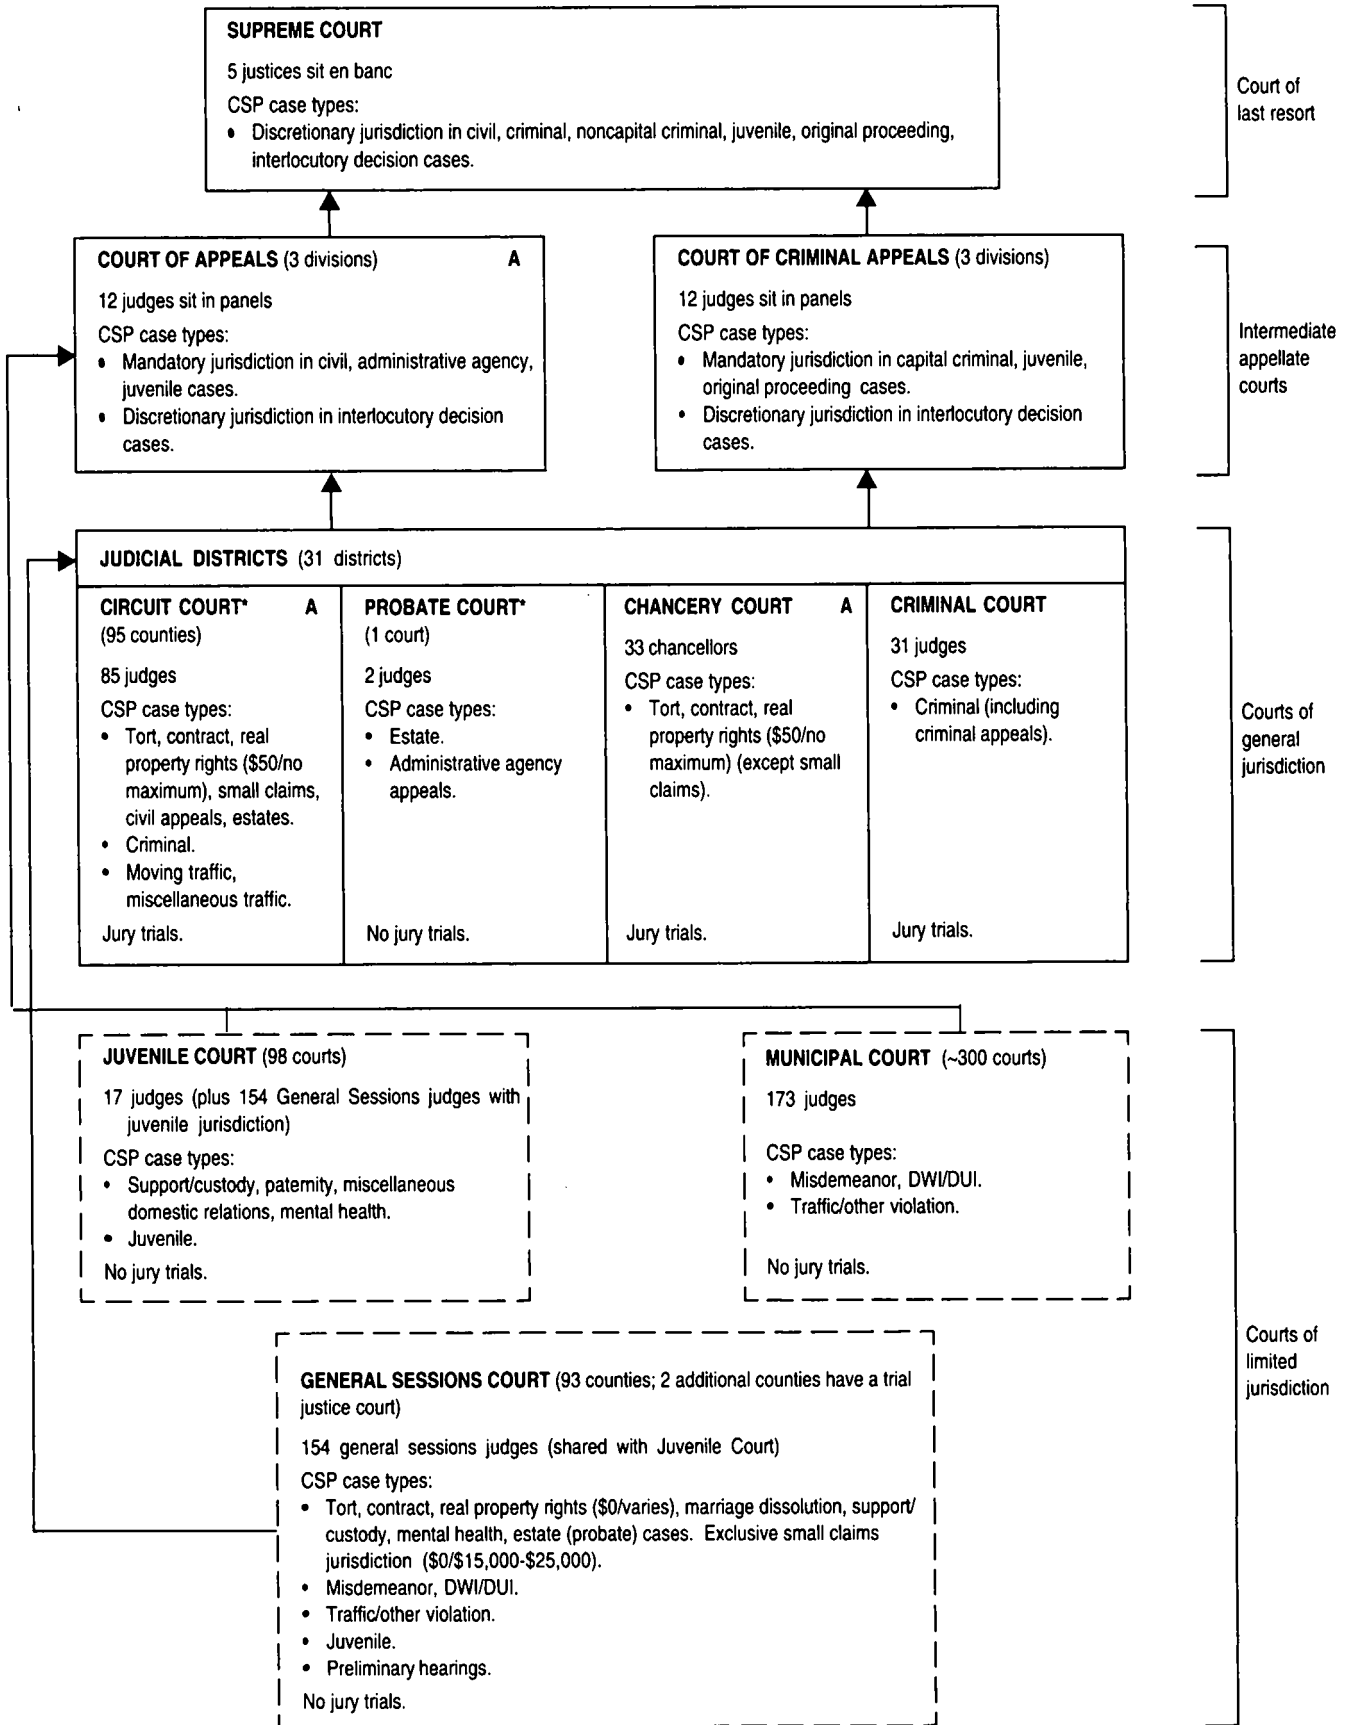 SUPREME COURT
5 justices sit en banc
CSP case types:
• Discretionary jurisdiction in civil, criminal, noncapital criminal, juvenile, original proceeding,
interlocutory decision cases.
Court of
last resort
COURT OF APPEALS (3 divisions) A
12 judges sit in panels
CSP case types:
• Mandatory jurisdiction in civil, administrative agency,
juvenile cases.
• Discretionary jurisdiction in interlocutory decision
cases.
COURT OF CRIMINAL APPEALS (3 divisions)
12 judges sit in panels
CSP case types:
• Mandatory jurisdiction in capital criminal, juvenile,
original proceeding cases.
• Discretionary jurisdiction in interlocutory decision
cases.
Intermediate
appellate
courts
JUDICIAL DISTRICTS (31 districts)
CIRCUIT COURT* A
(95 counties)
85 judges
CSP case types:
• Tort, contract, real
property rights ($50/no
maximum), small claims,
civil appeals, estates.
• Criminal.
• Moving traffic,
miscellaneous traffic.
Jury trials.
PROBATE COURT*
(1 court)
2 judges
CSP case types:
• Estate.
• Administrative agency
appeals.
No jury trials.
CHANCERY COURT A
33 chancellors
CSP case types:
• Tort, contract, real
property rights ($50/no
maximum) (except small
claims).
Jury trials.
CRIMINAL COURT
31 judges
CSP case types:
• Criminal (including
criminal appeals).
Jury trials.
Courts of
general
jurisdiction
JUVENILE COURT (98 courts)
17 judges (plus 154 General Sessions judges with
juvenile jurisdiction)
CSP case types:
• Support/custody, paternity, miscellaneous
domestic relations, mental health.
• Juvenile.
No jury trials.
MUNICIPAL COURT (~300 courts)
173 judges
CSP case types:
• Misdemeanor, DWI/DUI.
• Traffic/other violation.
No jury trials.
GENERAL SESSIONS COURT (93 counties; 2 additional counties have a trial
justice court)
154 general sessions judges (shared with Juvenile Court)
CSP case types:
• Tort, contract, real property rights ($0/varies), marriage dissolution, support/
custody, mental health, estate (probate) cases. Exclusive small claims
jurisdiction ($0/$15,000-$25,000).
• Misdemeanor, DWI/DUI.
• Traffic/other violation.
• Juvenile.
• Preliminary hearings.
No jury trials.
Courts of
limited
jurisdiction